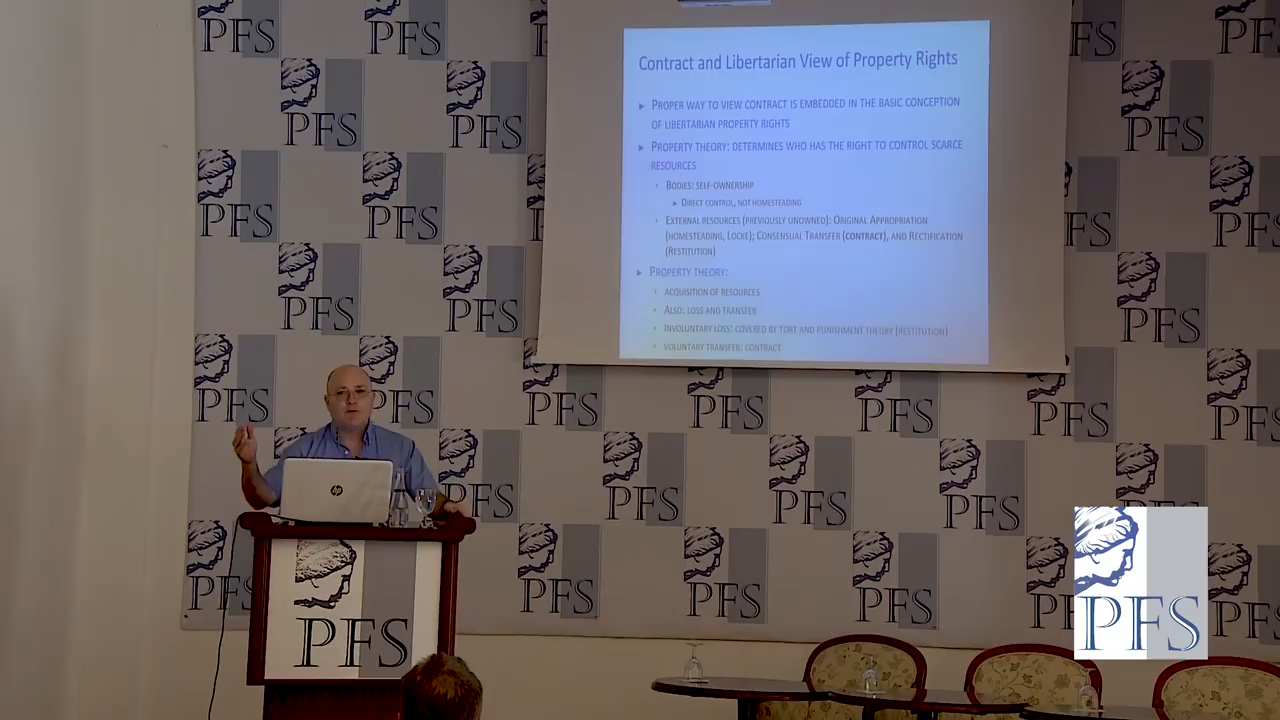 Contract and Libertarian View of Property Rights
PROPER WAY TO VIEW CONTRACT IS EMBEDDED IN THE BASIC CONCEPTION
OF LIBERTARIAN PROPERTY RIGHTS
PROPERTY THEORY: DETERMINES WHO HAS THE RIGHT TO CONTROL SCARCE
RESOURCES
BODIES: SELF-OWNERSHIP
DIRECT CONTROL, NOT HOMESTEADING
EXTERNAL RESOURCES (PREVIOUSLY UNOWNED): ORIGINAL APPROPRIATION
(HOMESTEADING, LOCKE); CONSENSUAL TRANSFER (CONTRACT), AND RECTIFICATION
(RESTITUTION)
PROPERTY THEORY:
ACQUISITION OF RESOURCES
ALSO: LOSS AND TRANSFER
INVOLUNTARY LOSS: COVERED BY TORT AND PUNISHMENT THEORY (RESTITUTION)
VOLUNTARY TRANSFER: CONTRACT
hp
PFS
PFS